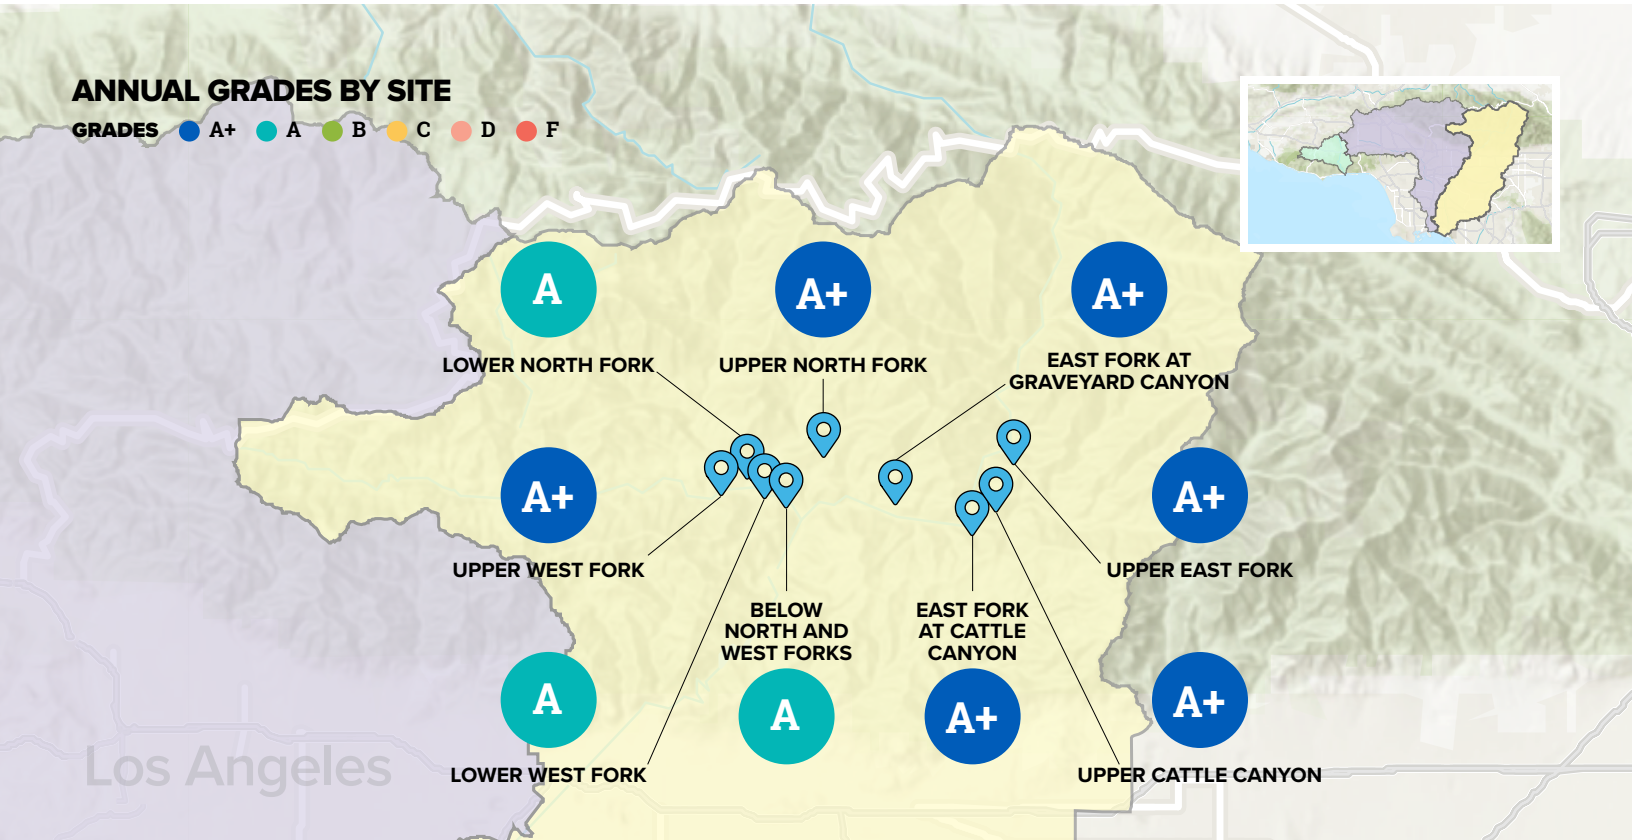 ANNUAL GRADES BY SITE
GRADES A+ A B C D F
A
A+
A+
LOWER NORTH FORK
UPPER NORTH FORK
EAST FORK AT
GRAVEYARD CANYON
A+
A+
UPPER WEST FORK
UPPER EAST FORK
BELOW
NORTH AND
WEST FORKS
EAST FORK
AT CATTLE
CANYON
A
A
A+
A+
Los Angeles
LOWER WEST FORK
UPPER CATTLE CANYON